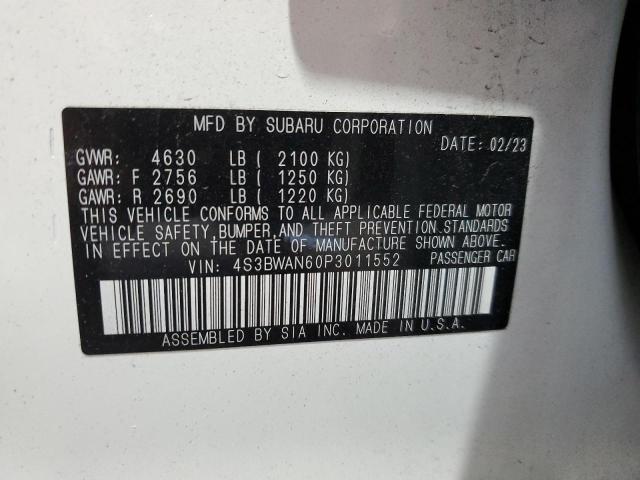 MFD BY SUBARU CORPORATION
DATE: 02/23
GVWR: 4630 LB ( 2100 KG)
GAWR: F 2756 LB ( 1250 KG)
GAWR: R 2690 LB ( 1220 KG)
THIS VEHICLE CONFORMS TO ALL APPLICABLE FEDERAL MOTOR
VEHICLE SAFETY,BUMPER,AND THEFT PREVENTION STANDARDS
IN EFFECT ON THE DATE OF MANUFACTURE SHOWN ABOVE.
VIN: 4S3BWAN60P3011552 PASSENGER CAR
ASSEMBLED BY SIA INC. MADE IN U.S.A.